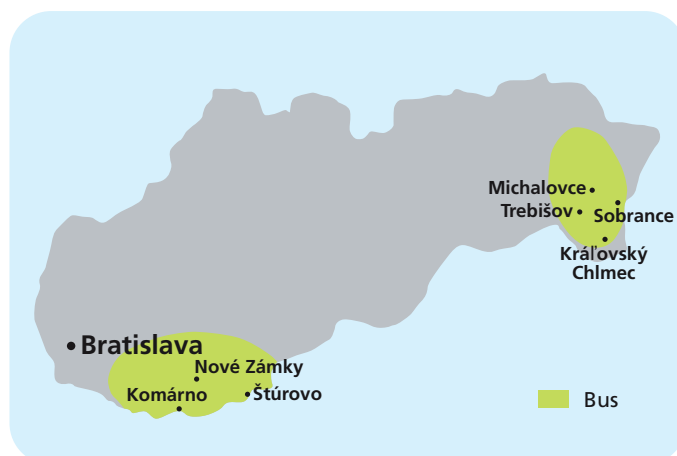 Michalovce
Trebišov
Sobrance
Kráľovský
Chlmec
Bratislava
Nové Zámky
Komárno
Štúrovo
Bus